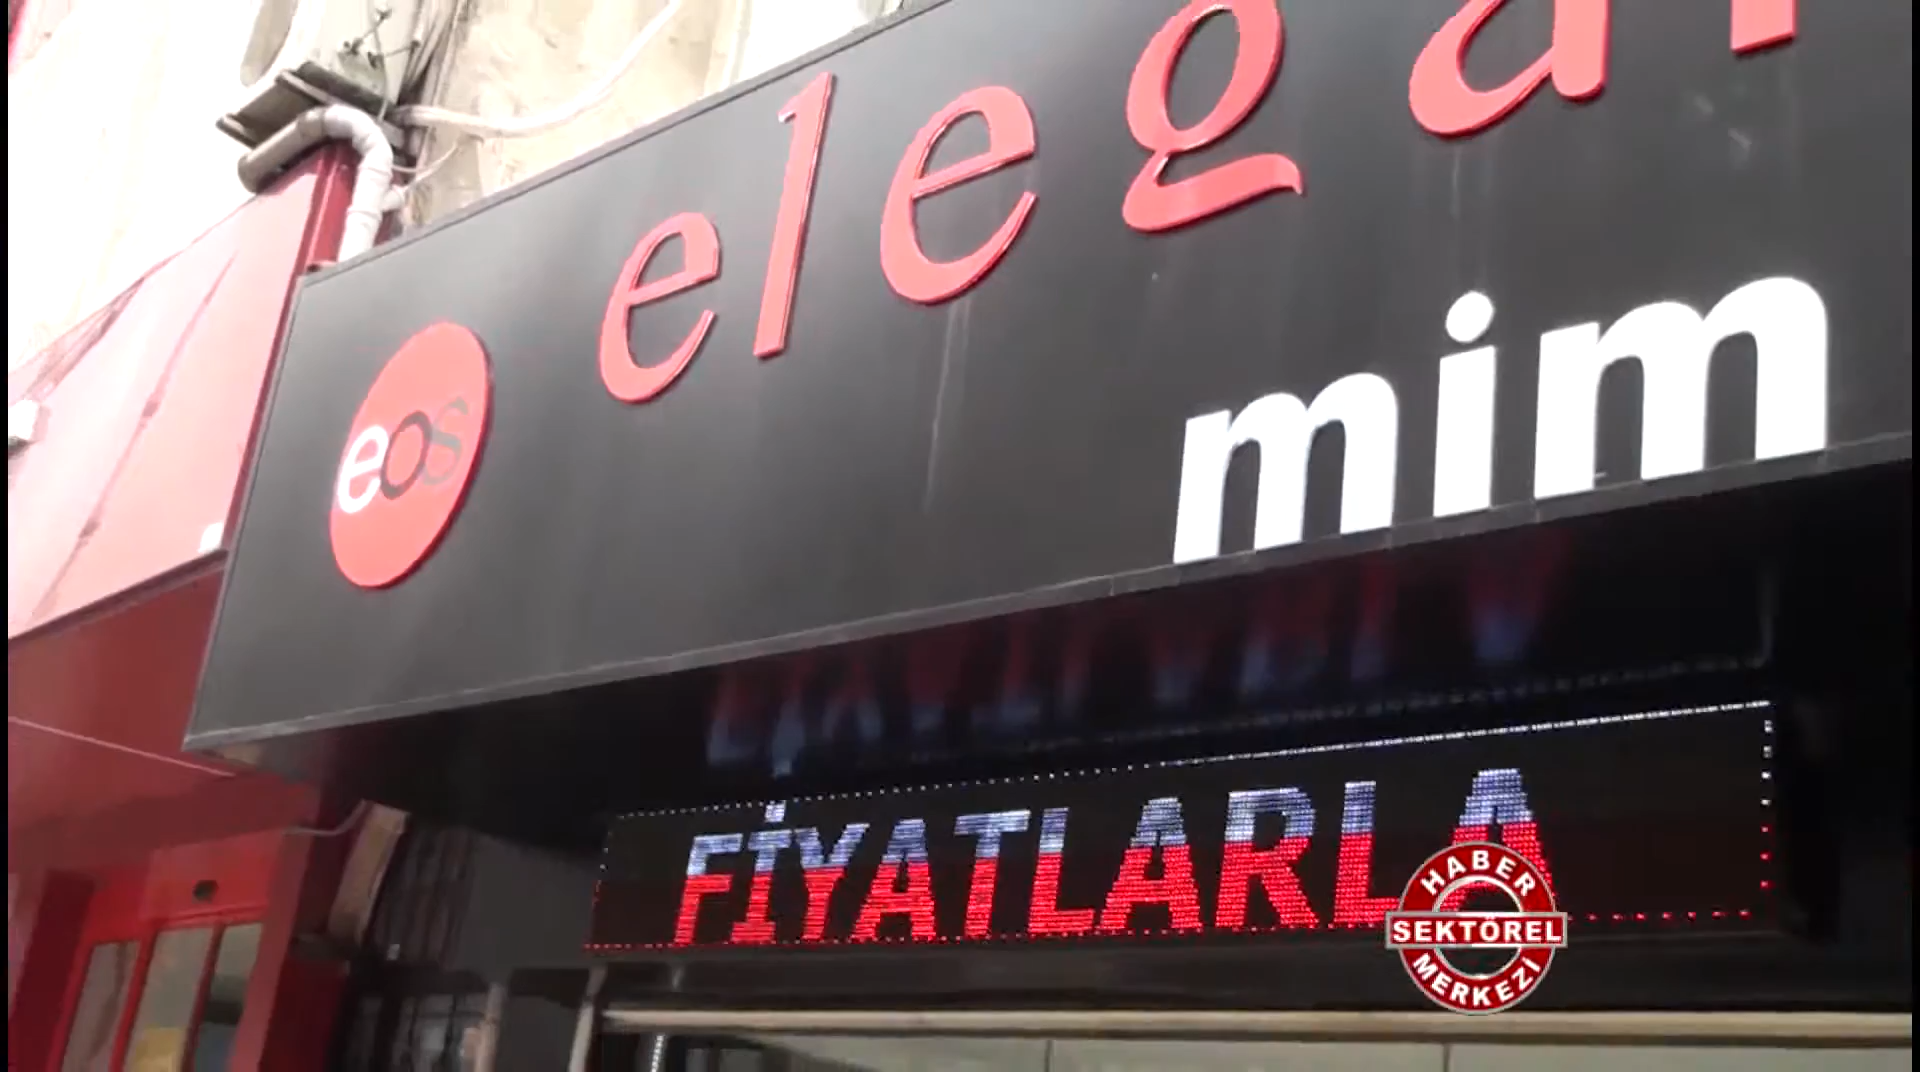 elega
eos
mim
FİYATLARLA
HABER
SEKTÖREL
MERKEZİ